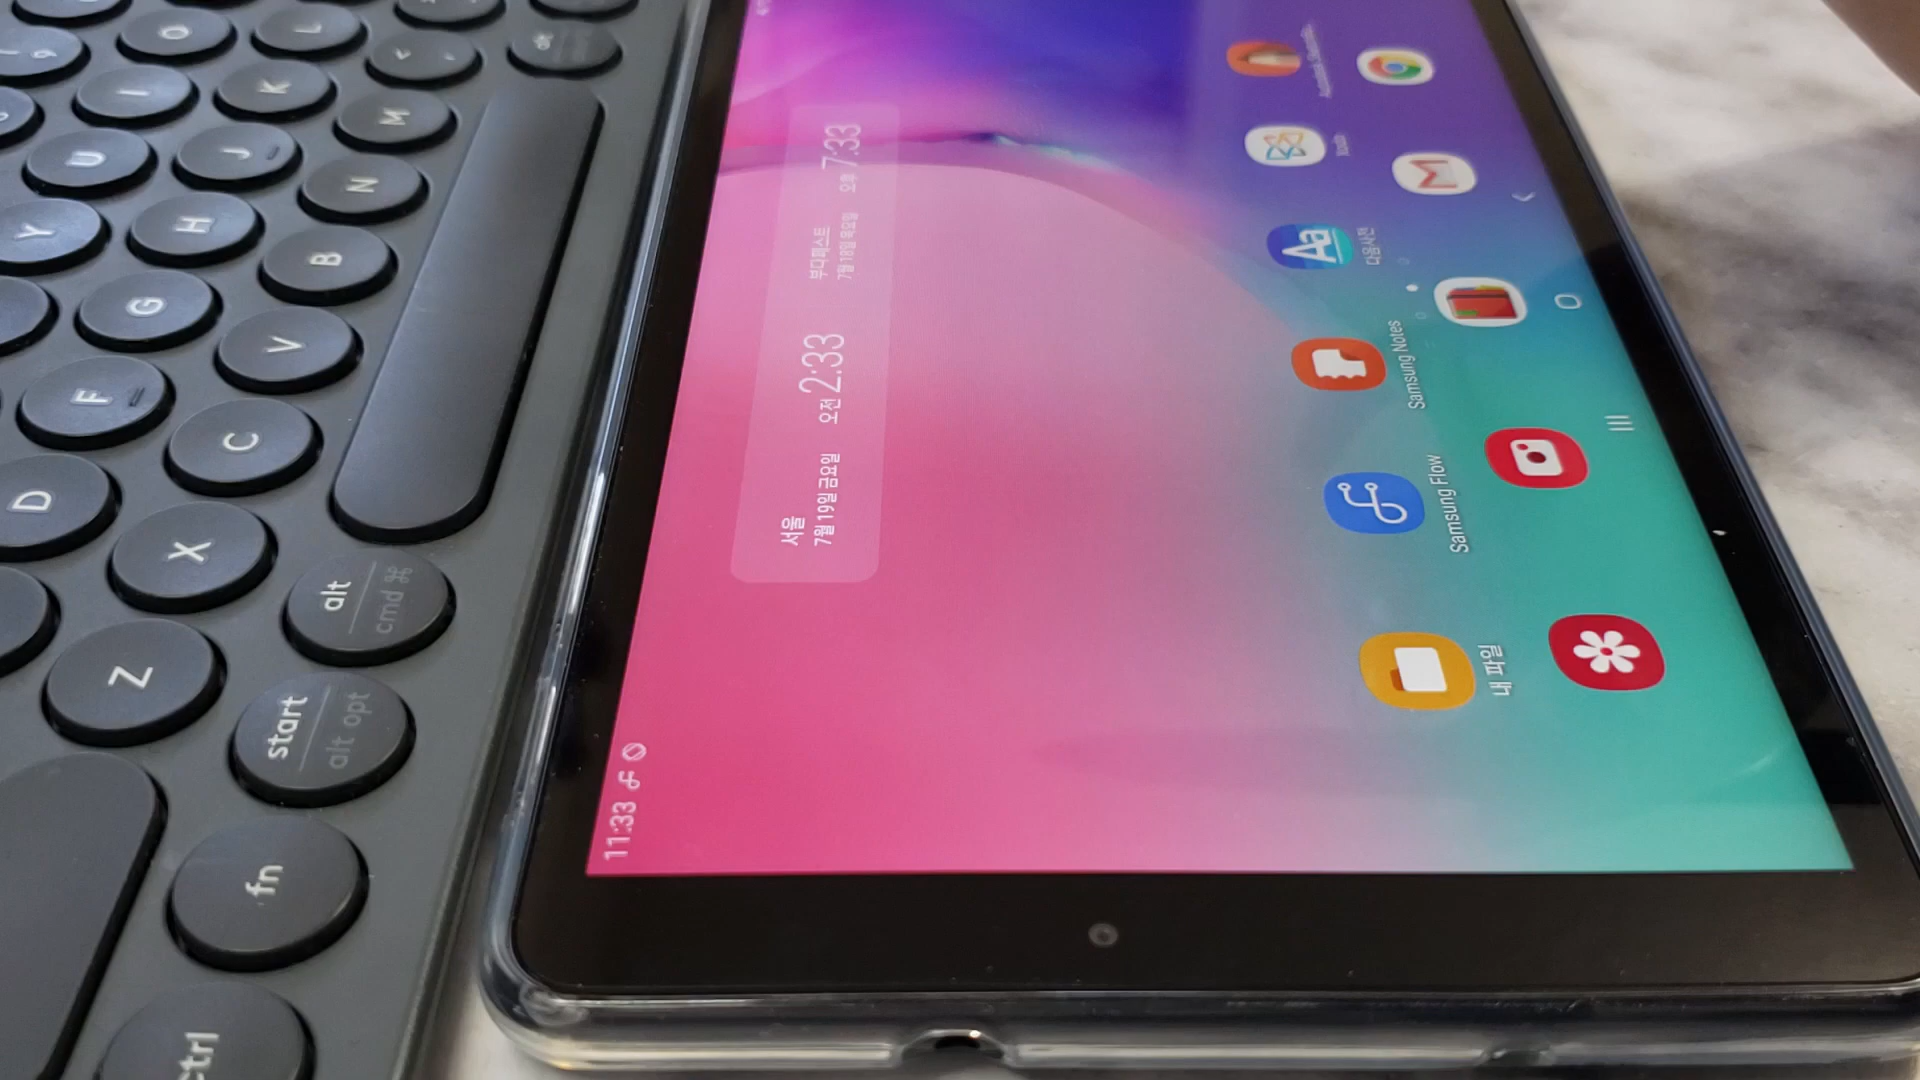 11:33
서울
7월 19일 금요일
오전 2:33
부다페스트
7월 18일 목요일
오후 7:33
내 파일
Samsung Flow
Samsung Notes
다음사전
Aa
Xodo
O
L
I
K
M
U
J
N
Y
H
B
G
V
F
C
D
X
alt
cmd ⌘
Z
start
alt opt
fn
ctrl